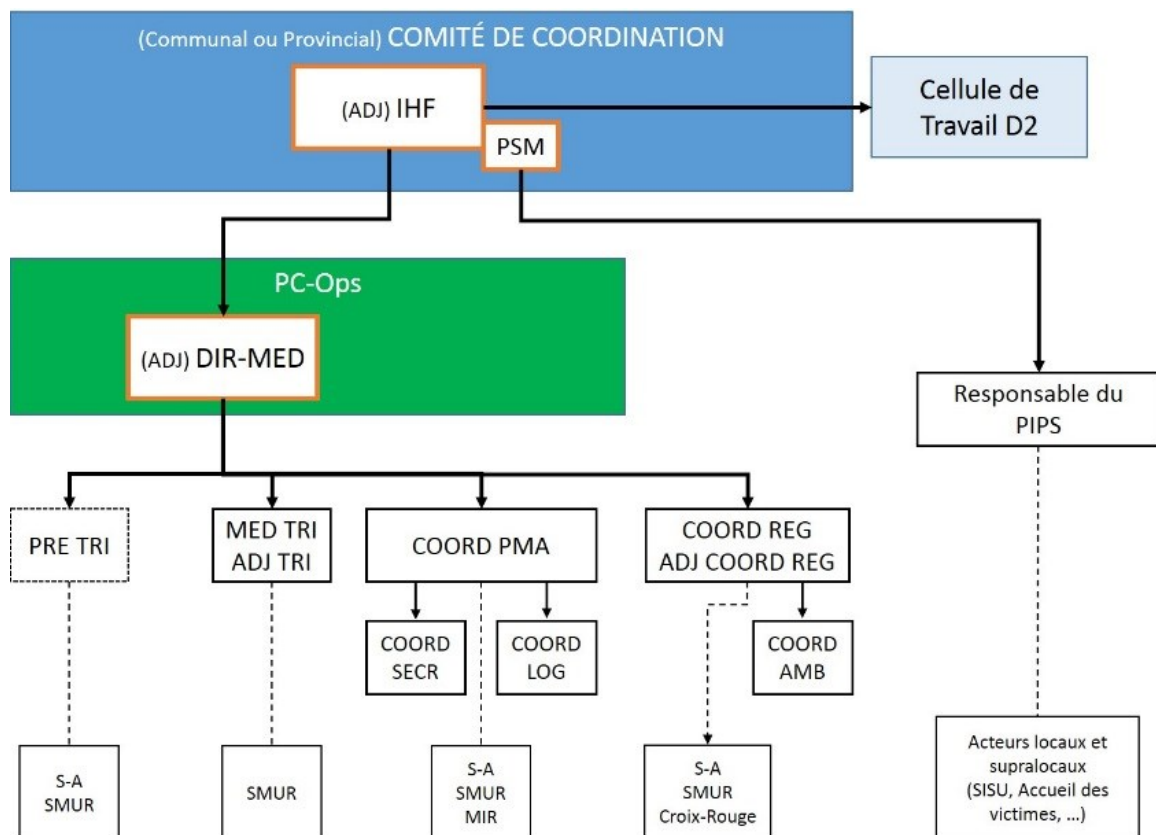 (Communal ou Provincial) COMITÉ DE COORDINATION
(ADJ) IHF
PSM
Cellule de
Travail D2
PC-Ops
(ADJ) DIR-MED
Responsable du
PIPS
PRE TRI
MED TRI
ADJ TRI
COORD PMA
COORD REG
ADJ COORD REG
COORD
SECR
COORD
LOG
COORD
AMB
S-A
SMUR
SMUR
S-A
SMUR
MIR
S-A
SMUR
Croix-Rouge
Acteurs locaux et
supralocaux
(SISU, Accueil des
victimes, ...)